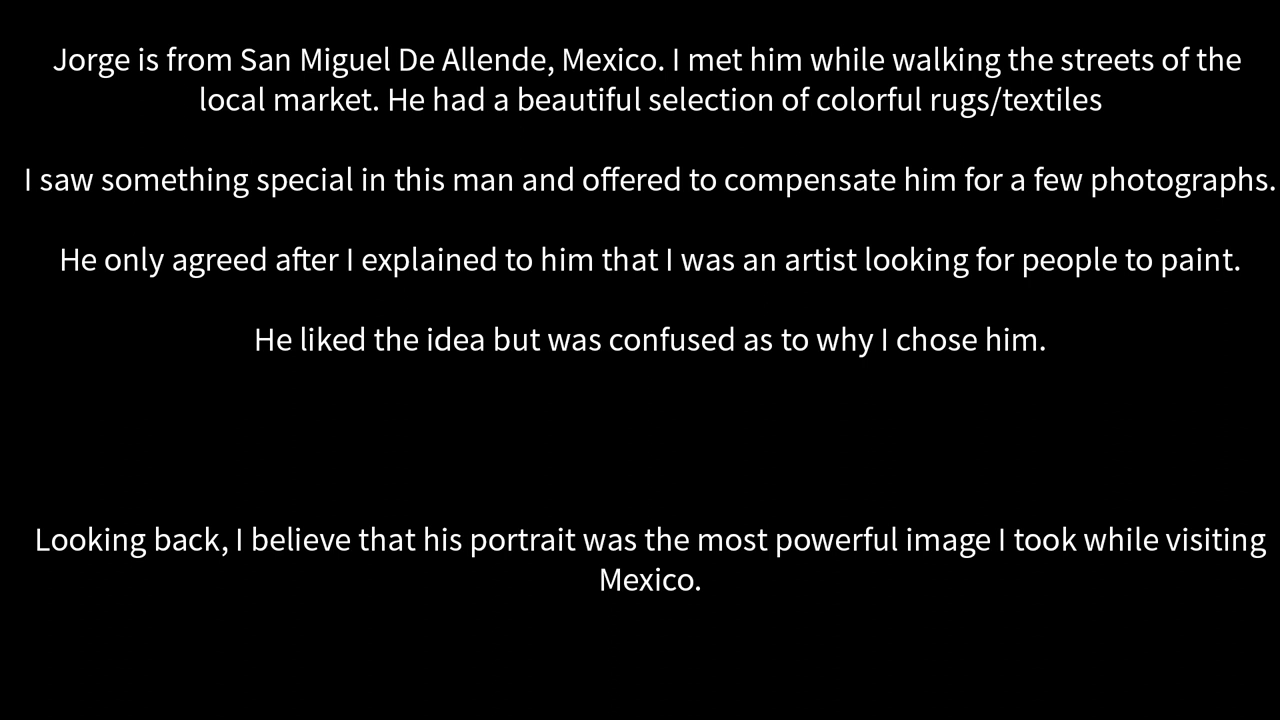 Jorge is from San Miguel De Allende, Mexico. I met him while walking the streets of the
local market. He had a beautiful selection of colorful rugs/textiles
I saw something special in this man and offered to compensate him for a few photographs.
He only agreed after I explained to him that I was an artist looking for people to paint.
He liked the idea but was confused as to why I chose him.
Looking back, I believe that his portrait was the most powerful image I took while visiting
Mexico.